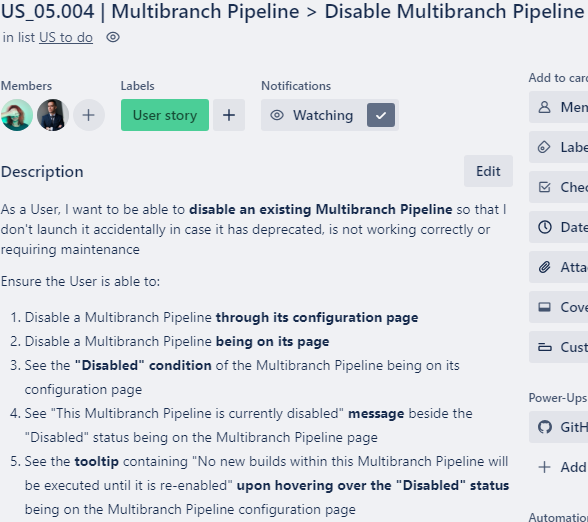 US_05.004 | Multibranch Pipeline > Disable Multibranch Pipeline
in list US to do
Members
Labels
Notifications
User story
Watching
Description
Edit
As a User, I want to be able to disable an existing Multibranch Pipeline so that I
don't launch it accidentally in case it has deprecated, is not working correctly or
requiring maintenance
Ensure the User is able to:
1. Disable a Multibranch Pipeline through its configuration page
2. Disable a Multibranch Pipeline being on its page
3. See the "Disabled" condition of the Multibranch Pipeline being on its
configuration page
4. See "This Multibranch Pipeline is currently disabled" message beside the
"Disabled" status being on the Multibranch Pipeline page
5. See the tooltip containing "No new builds within this Multibranch Pipeline will
be executed until it is re-enabled" upon hovering over the "Disabled" status
being on the Multibranch Pipeline configuration page
Add to card
Mem
Labe
Chec
Date
Atta
Cove
Cust
Power-Ups
GitH
Add
Automation